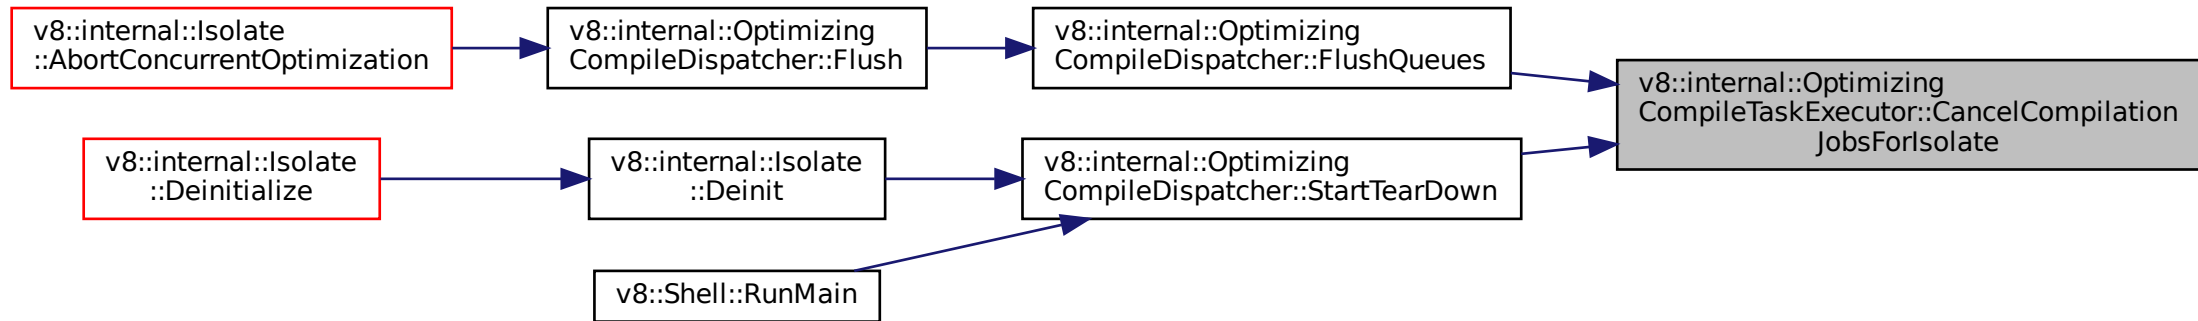 v8::internal::Isolate
::AbortConcurrentOptimization
v8::internal::Optimizing
CompileDispatcher::Flush
v8::internal::Optimizing
CompileDispatcher::FlushQueues
v8::internal::Optimizing
CompileTaskExecutor::CancelCompilation
JobsForIsolate
v8::internal::Isolate
::Deinitialize
v8::internal::Isolate
::Deinit
v8::internal::Optimizing
CompileDispatcher::StartTearDown
v8::Shell::RunMain